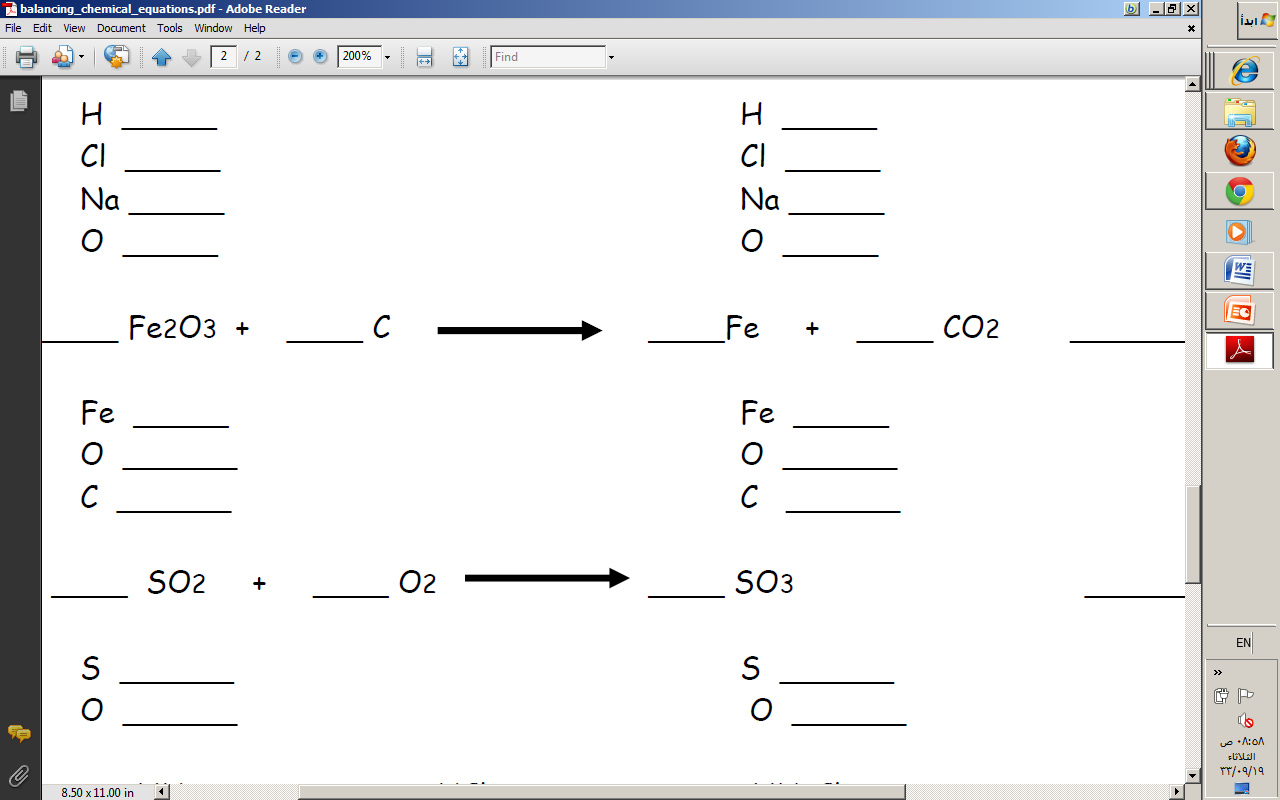 balancing_chemical_equations.pdf - Adobe Reader
ابدأ
File Edit View Document Tools Window Help
2 / 2 200% Find
H ______ H ______
Cl ______ Cl ______
Na ______ Na ______
O ______ O ______
_____ Fe2O3 + _____ C _____Fe + _____ CO2 ________
Fe ______ Fe ______
O ______ O ______
C ______ C ______
_____ SO2 + _____ O2 _____ SO3 _______
S ______ S ______
O ______ O ______
8.50 x 11.00 in
EN
»
٠٨:٥٨ ص
الثلاثاء
٣٣/٠٩/١٩